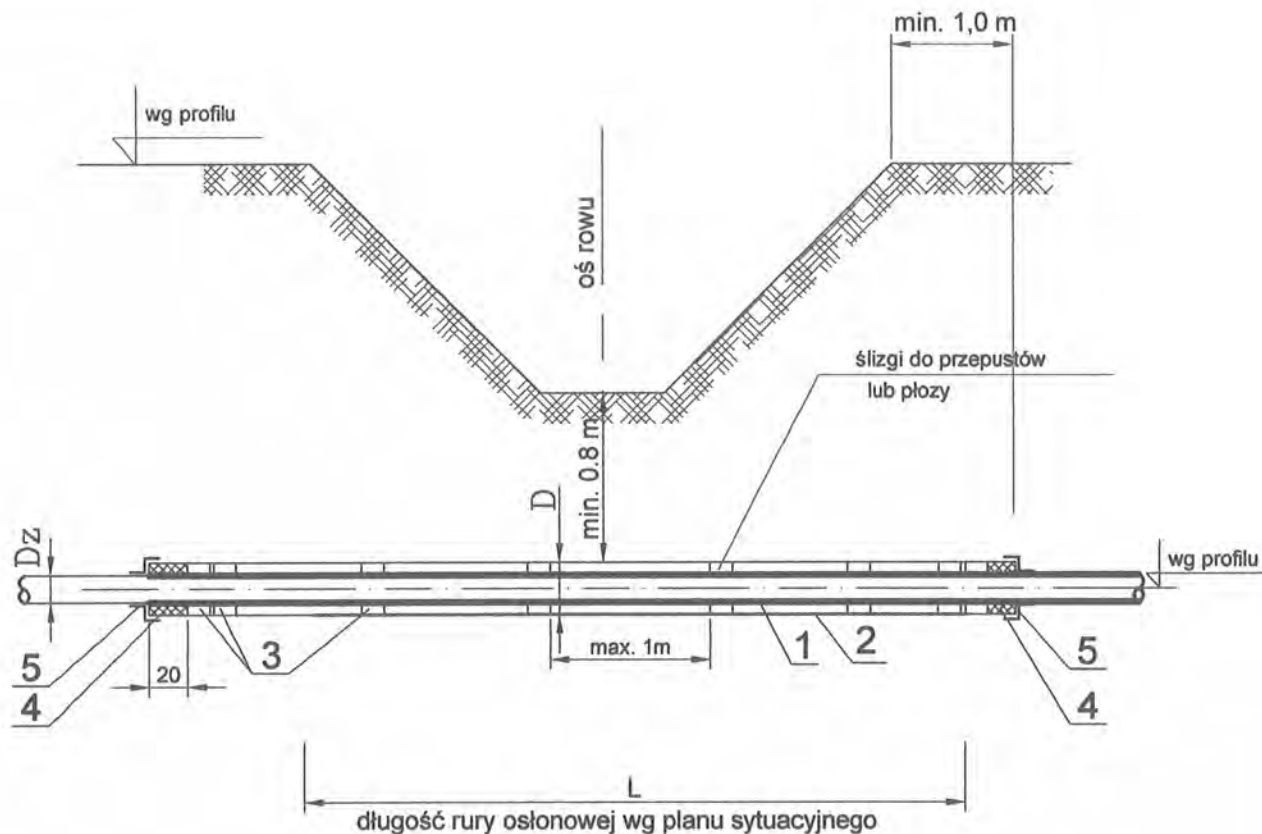 min. 1,0 m
wg profilu
oś rowu
ślizgi do przepustów
lub płozy
min. 0.8 m
D
Dz
wg profilu
5
4
20
3
max. 1m
1
2
5
4
L
długość rury osłonowej wg planu sytuacyjnego